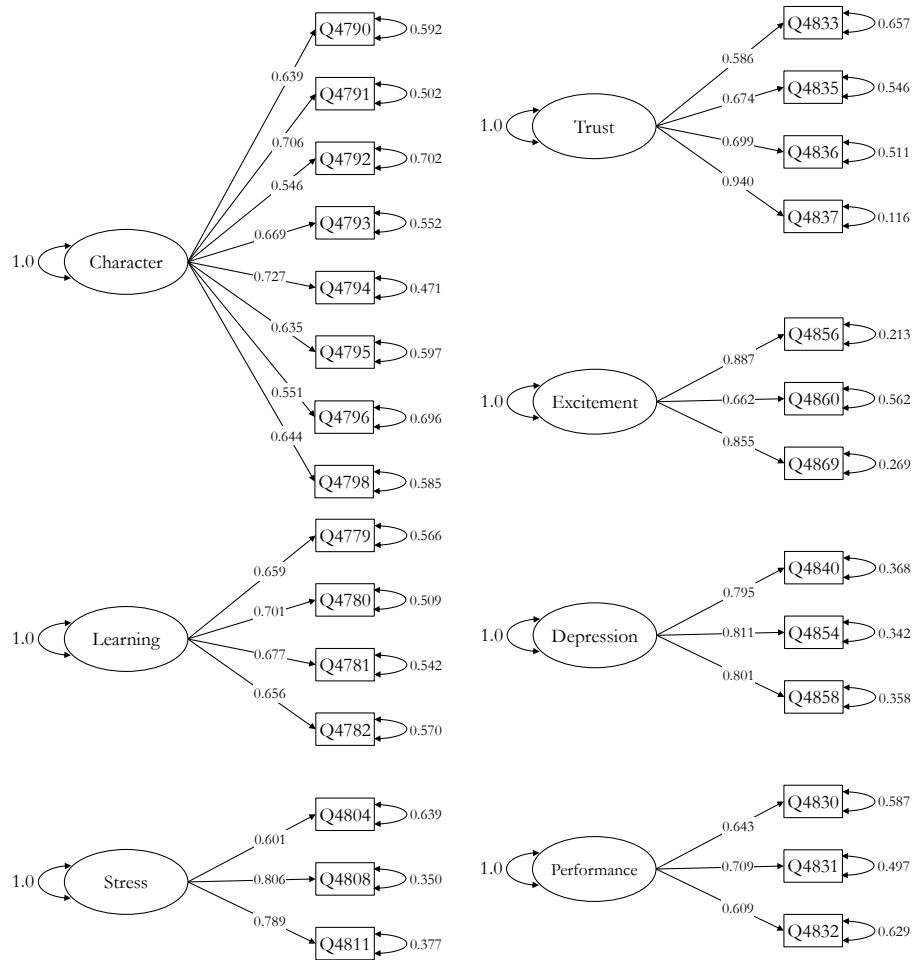 Q4790
0.592
0.639
Q4791
0.502
0.706
Q4792
0.702
0.546
Q4793
0.552
0.669
1.0
Character
0.727
Q4794
0.471
0.635
Q4795
0.597
0.551
Q4796
0.696
0.644
Q4798
0.585
Q4779
0.566
0.659
Q4780
0.509
0.701
1.0
Learning
0.677
Q4781
0.542
0.656
Q4782
0.570
Q4804
0.639
0.601
1.0
Stress
0.806
Q4808
0.350
0.789
Q4811
0.377
Q4833
0.657
0.586
Q4835
0.546
0.674
1.0
Trust
0.699
Q4836
0.511
0.940
Q4837
0.116
Q4856
0.213
0.887
1.0
Excitement
0.662
Q4860
0.562
0.855
Q4869
0.269
Q4840
0.368
0.795
1.0
Depression
0.811
Q4854
0.342
0.801
Q4858
0.358
Q4830
0.587
0.643
1.0
Performance
0.709
Q4831
0.497
0.609
Q4832
0.629